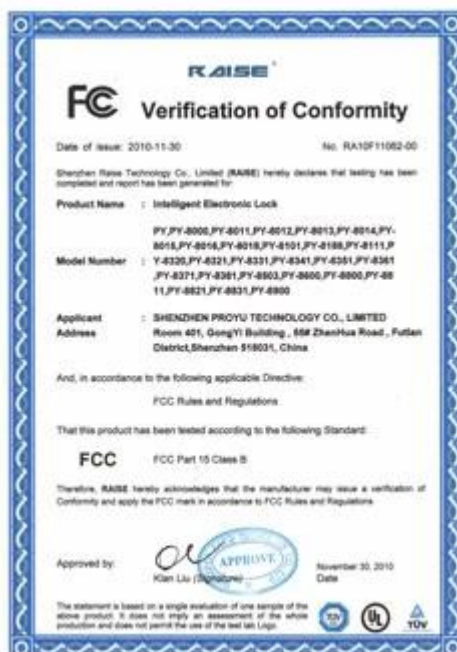 RAISE
FC Verification of Conformity
Date of issue: 2010-11-30 No. RA10F11082-00
Shenzhen Raise Technology Co., Limited (RAISE) hereby declares that testing has been
completed and report has been generated for
Product Name : Intelligent Electronic Lock
PY,PY-8000,PY-8011,PY-8012,PY-8013,PY-8014,PY-
8015,PY-8016,PY-8018,PY-8101,PY-8188,PY-8111,P
Model Number : Y-8320,PY-8321,PY-8331,PY-8341,PY-8351,PY-8361
,PY-8371,PY-8381,PY-8503,PY-8600,PY-8800,PY-88
11,PY-8821,PY-8831,PY-8900
Applicant : SHENZHEN PROYU TECHNOLOGY CO., LIMITED
Address Room 401, GongYi Building , 55# ZhenHua Road , Futian
District,Shenzhen 518031, China
And, in accordance to the following applicable Directive:
FCC Rules and Regulations
That this product has been tested according to the following Standard:
FCC FCC Part 15 Class B
Therefore, RAISE hereby acknowledges that the manufacturer may issue a verification of
Conformity and apply the FCC mark in accordance to FCC Rules and Regulations
APPROVE
Approved by: November 30, 2010
Kian Liu (Signature) Date
The statement is based on a single evaluation of one sample of the
above product. It does not imply an assessment of the whole
production and does not permit the use of the test lab Logo.
TÜV UL TÜV